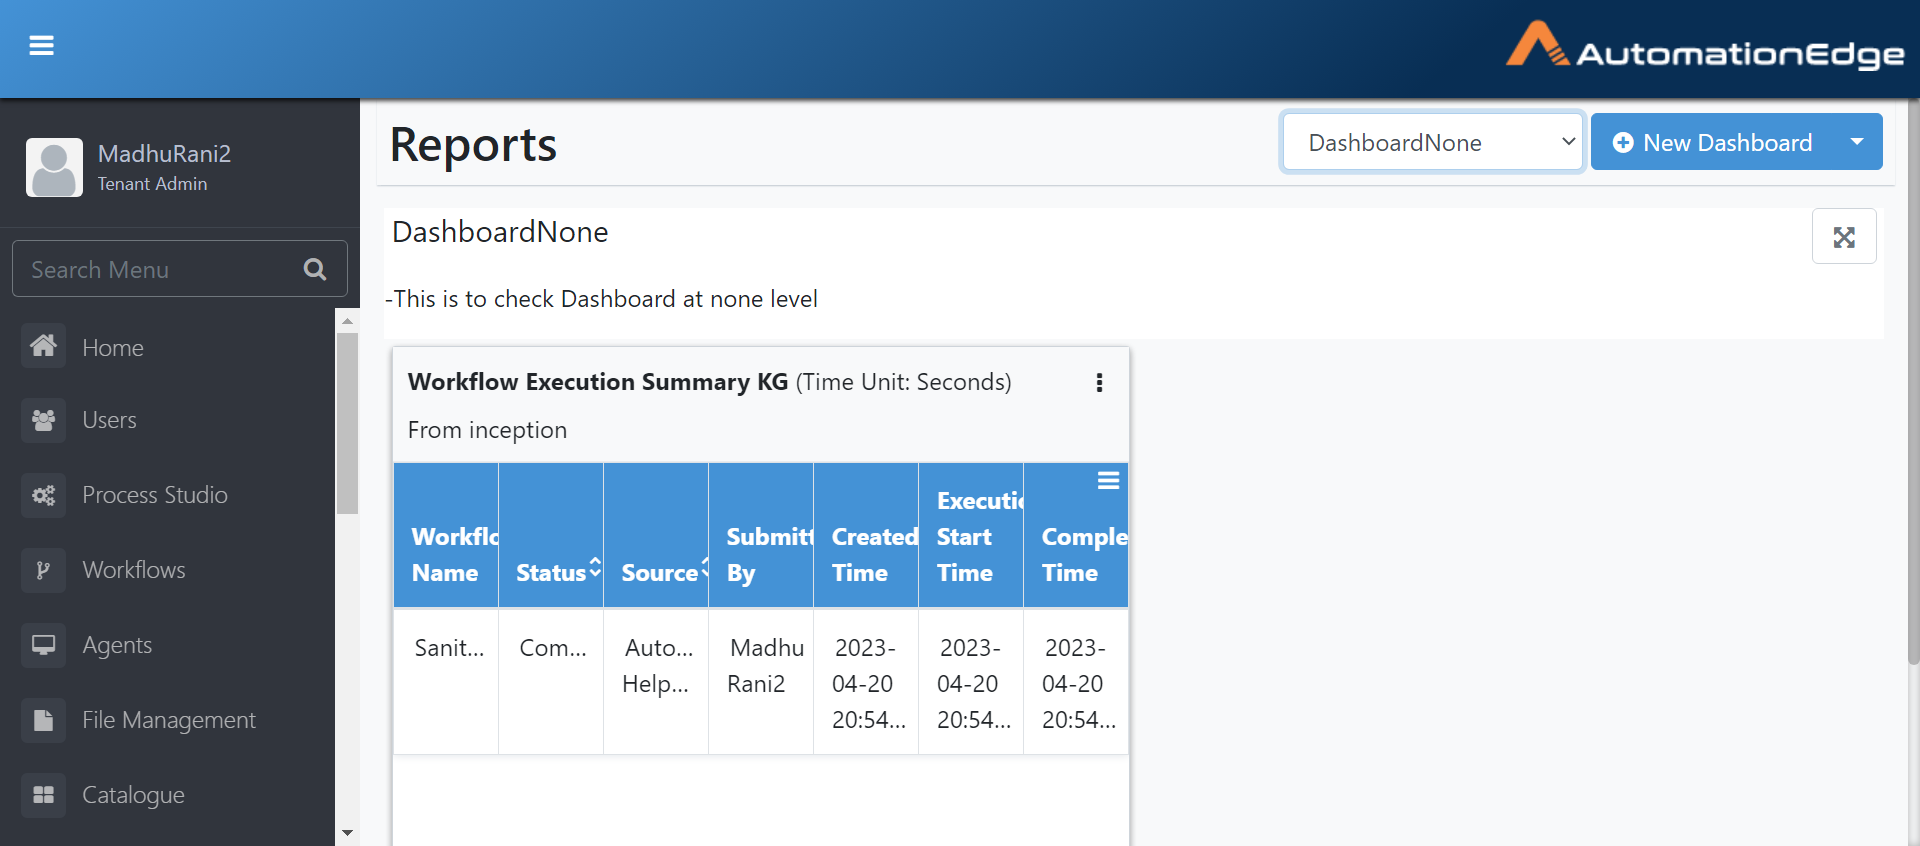 AutomationEdge
MadhuRani2
Tenant Admin
Search Menu
Home
Users
Process Studio
Workflows
Agents
File Management
Catalogue
Reports
DashboardNone
New Dashboard
DashboardNone
-This is to check Dashboard at none level
Workflow Execution Summary KG (Time Unit: Seconds)
From inception
Workflo
Name
Status
Source
Submitt
By
Created
Time
Executio
Start
Time
Comple
Time
Sanit...
Com...
Auto...
Help...
Madhu
Rani2
2023-
04-20
20:54...
2023-
04-20
20:54...
2023-
04-20
20:54...